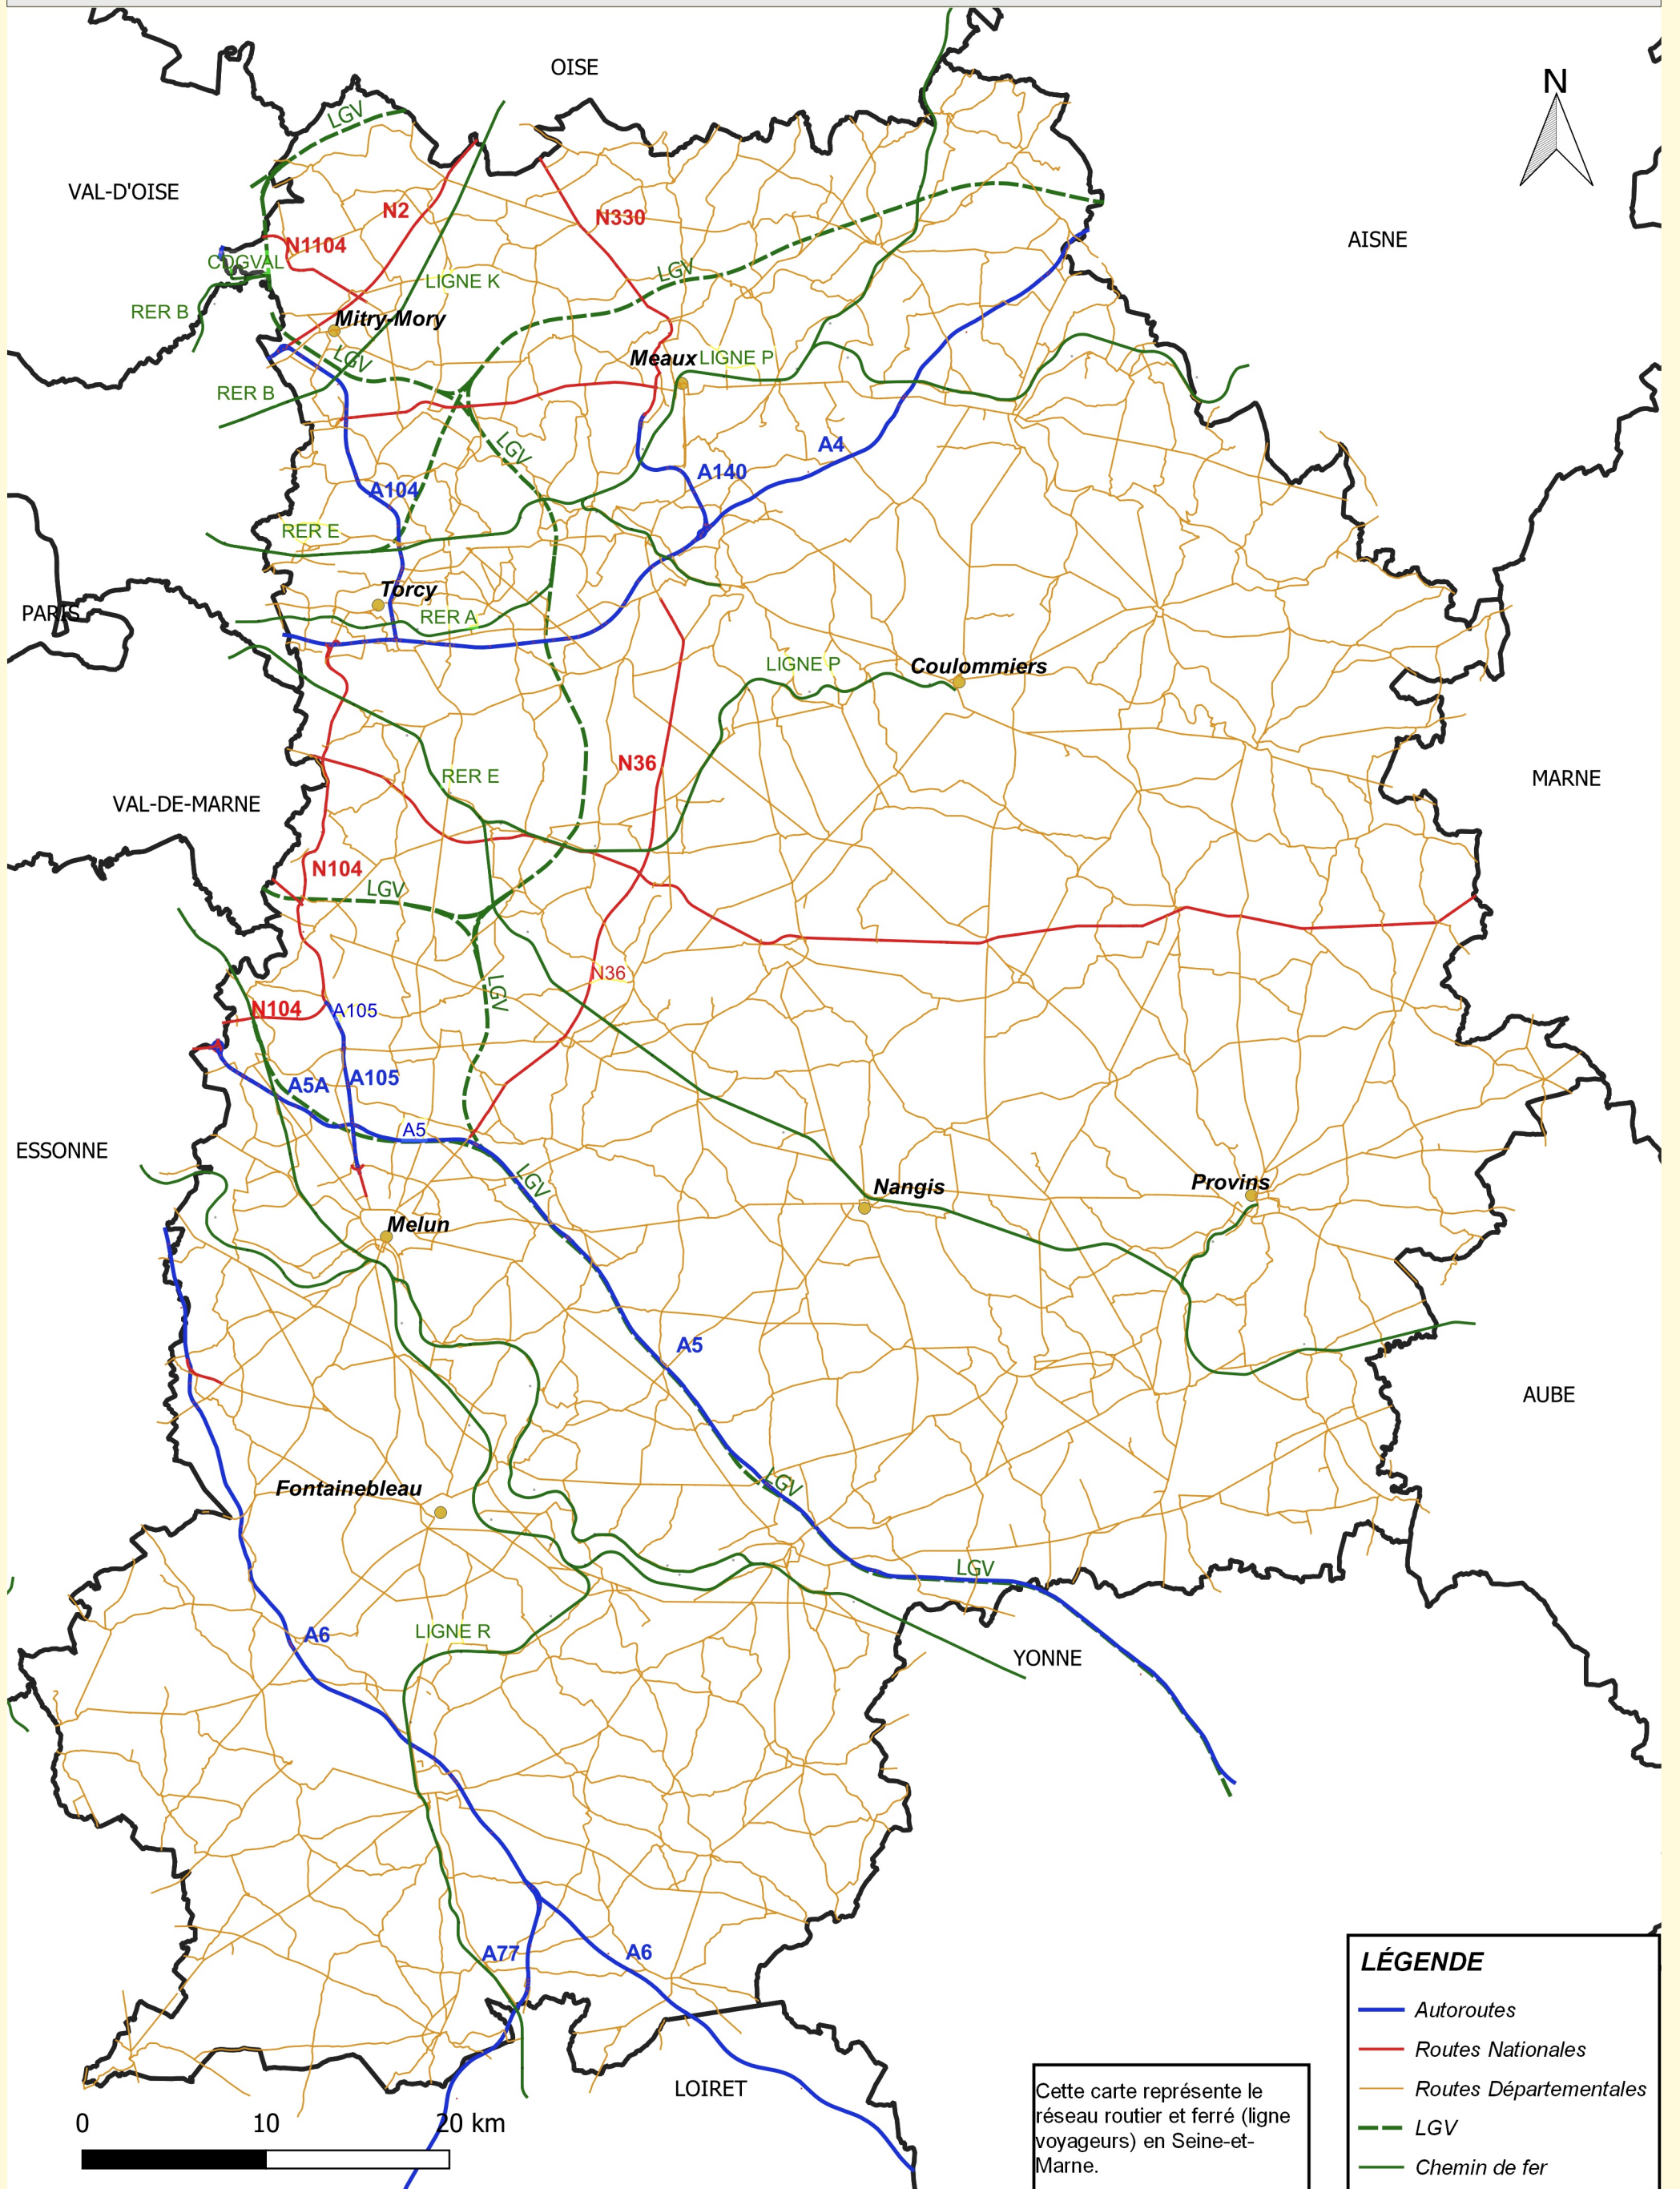 OISE
N
LGV
VAL-D'OISE
N2
N330
AISNE
N1104
CDGVAL
LGV
LIGNE K
RER B
Mitry-Mory
LGV
Meaux
LIGNE P
RER B
A4
LGV
A140
A104
RER E
Torcy
PARIS
RER A
LIGNE P
Coulommiers
N36
RER E
MARNE
VAL-DE-MARNE
N104
LGV
N36
LGV
N104
A105
A5A
A105
A5
ESSONNE
LGV
Nangis
Provins
Melun
A5
AUBE
LGV
Fontainebleau
LGV
LIGNE R
A6
YONNE
A77
A6
LÉGENDE
Autoroutes
Routes Nationales
Routes Départementales
LGV
Chemin de fer
LOIRET
Cette carte représente le
réseau routier et ferré (ligne
voyageurs) en Seine-et-
Marne.
0 10 20 km